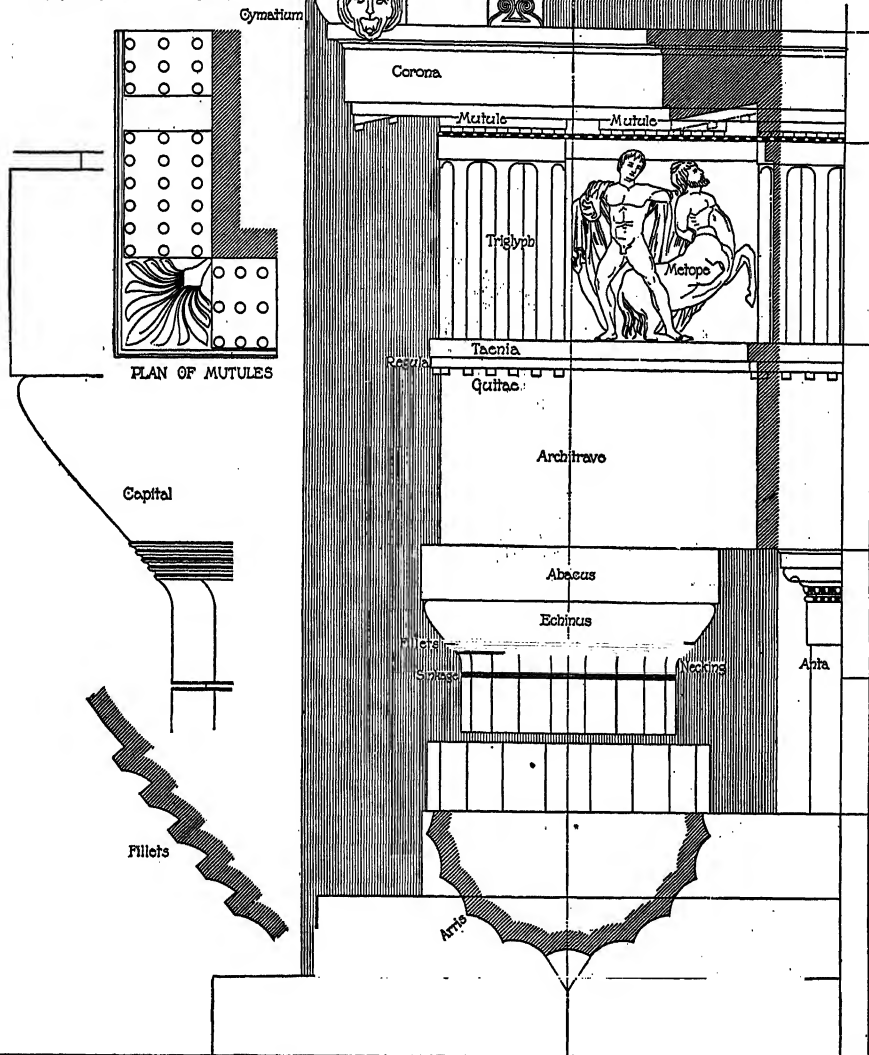 Cymatium
Corona
Mutule
Mutule
Triglyph
Metope
Taenia
Regula
PLAN OF MUTULES
Guttae
Architrave
Capital
Abacus
Echinus
Fillets
Necking
Anta
Sinkage
Fillets
Arris